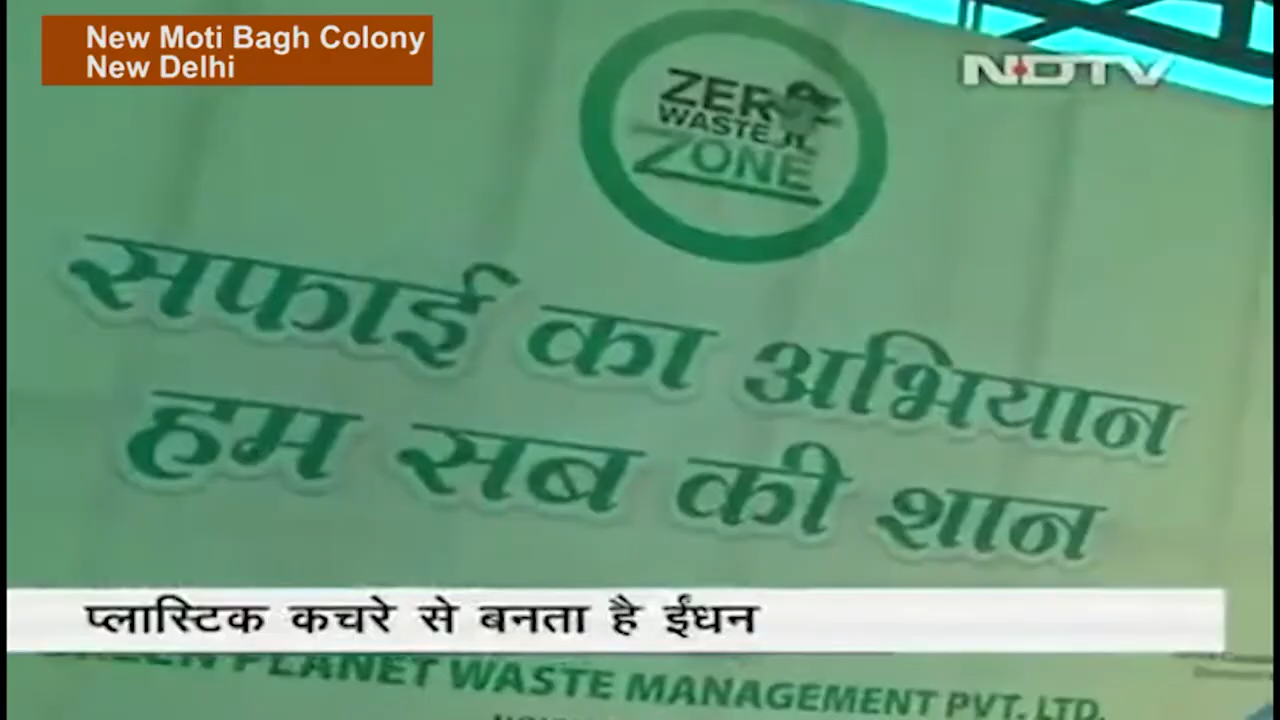 New Moti Bagh Colony
New Delhi
NDTV
ZERO
WASTE
ZONE
सफाई का अभियान
हम सब की शान
प्लास्टिक कचरे से बनता है ईंधन
GREEN PLANET WASTE MANAGEMENT PVT. LTD.